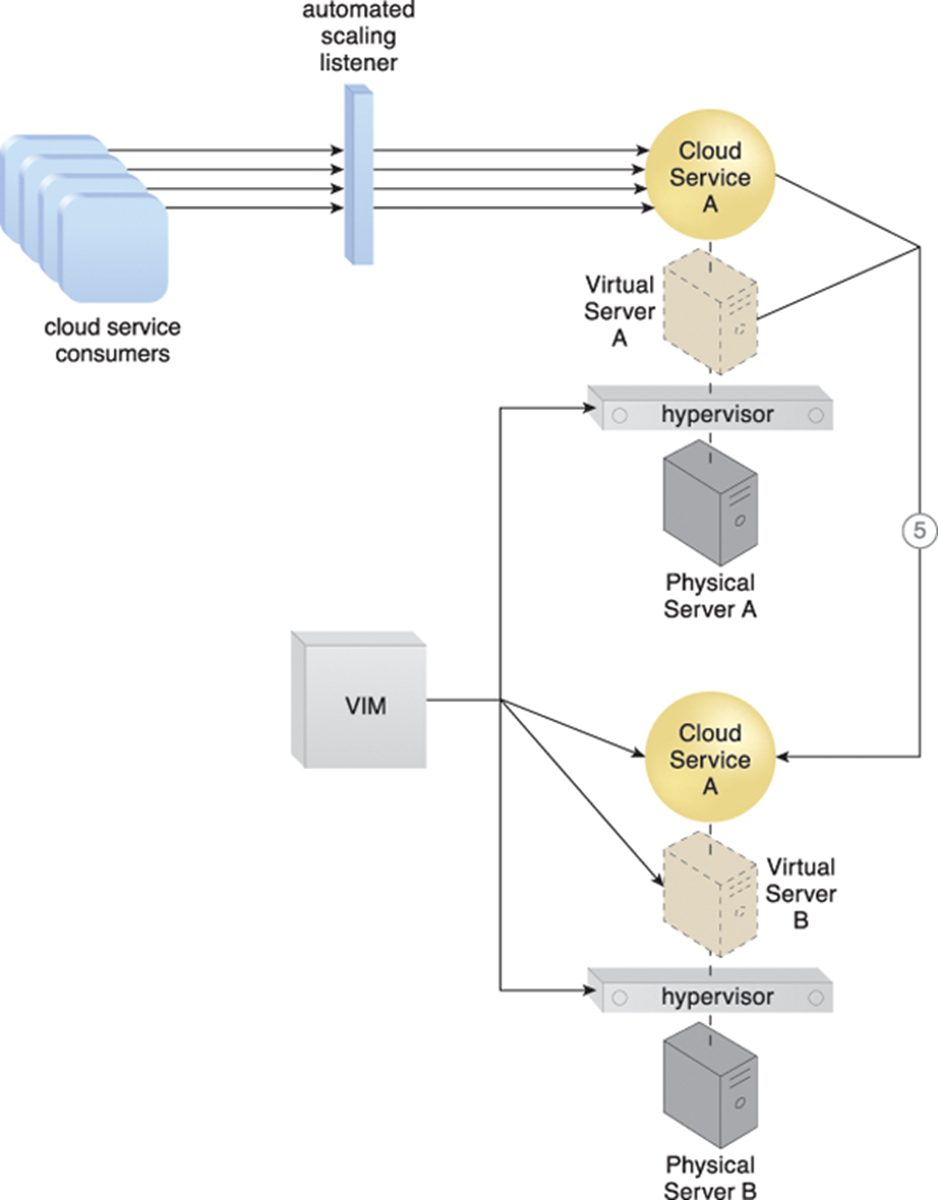 automated
scaling
listener
Cloud
Service
A
cloud service
consumers
Virtual
Server
A
hypervisor
Physical
Server A
5
VIM
Cloud
Service
A
Virtual
Server
B
hypervisor
Physical
Server B